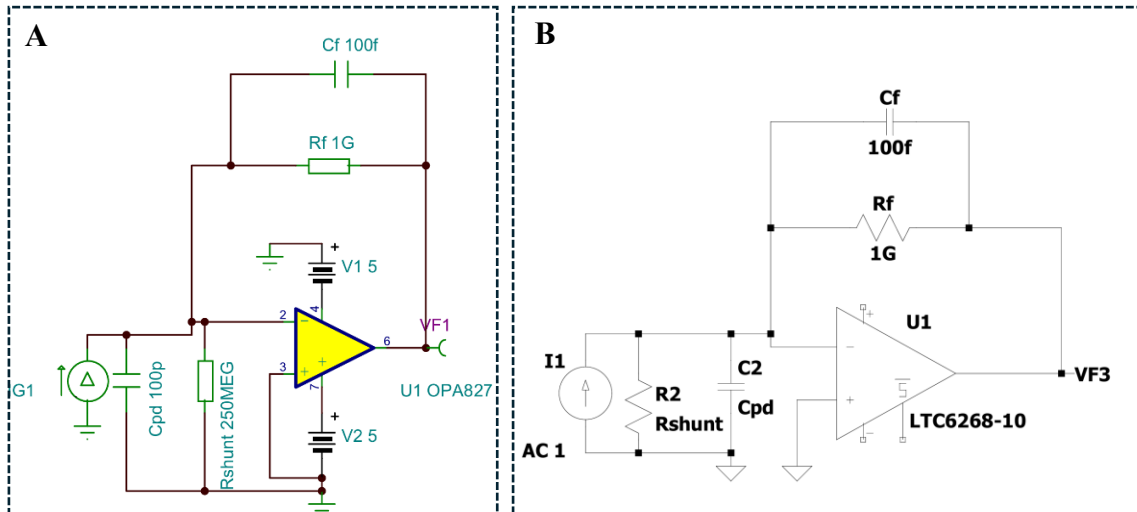 A
Cf 100f
Rf 1G
+
V1 5
2
4
−
VF1
6
3
+
+
7
U1 OPA827
G1
Cpd 100p
Rshunt 250MEG
+
V2 5
B
Cf
100f
Rf
1G
U1
+
−
I1
R2
Rshunt
C2
Cpd
+
−
5
VF3
LTC6268-10
AC 1